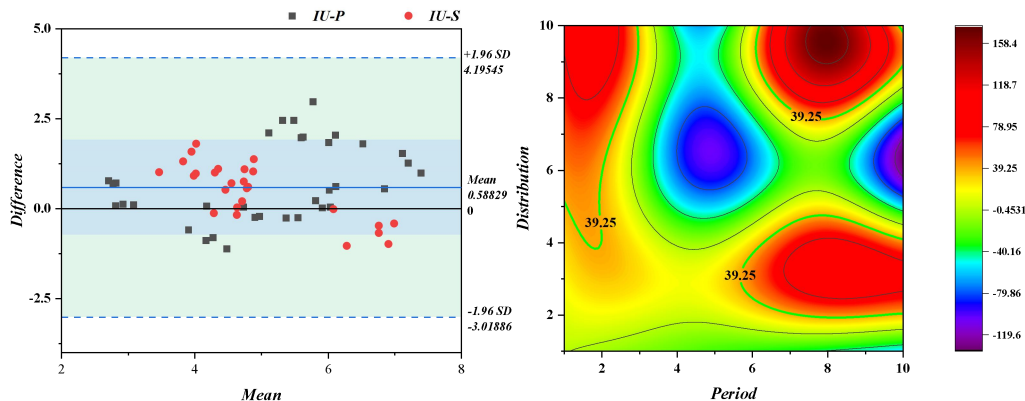 IU-P IU-S
5.0
2.5
0.0
-2.5
Difference
2 4 6 8
Mean
+1.96 SD
4.19545
Mean
0.58829
0
-1.96 SD
-3.01886
10
8
6
4
2
Distribution
2 4 6 8 10
Period
39.25
39.25
39.25
158.4
118.7
78.95
39.25
-0.4531
-40.16
-79.86
-119.6